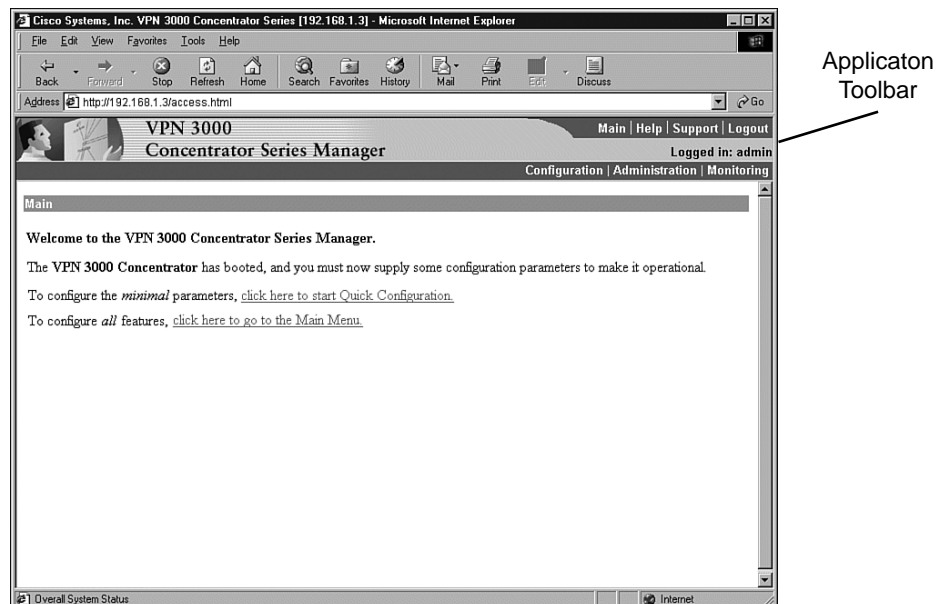 Cisco Systems, Inc. VPN 3000 Concentrator Series [192.168.1.3] - Microsoft Internet Explorer
File Edit View Favorites Tools Help
Back Forward Stop Refresh Home Search Favorites History Mail Print Edit Discuss
Address http://192.168.1.3/access.html Go
Applicaton
Toolbar
VPN 3000
Concentrator Series Manager
Main | Help | Support | Logout
Logged in: admin
Configuration | Administration | Monitoring
Main
Welcome to the VPN 3000 Concentrator Series Manager.
The VPN 3000 Concentrator has booted, and you must now supply some configuration parameters to make it operational.
To configure the minimal parameters, click here to start Quick Configuration.
To configure all features, click here to go to the Main Menu.
Overall System Status Internet